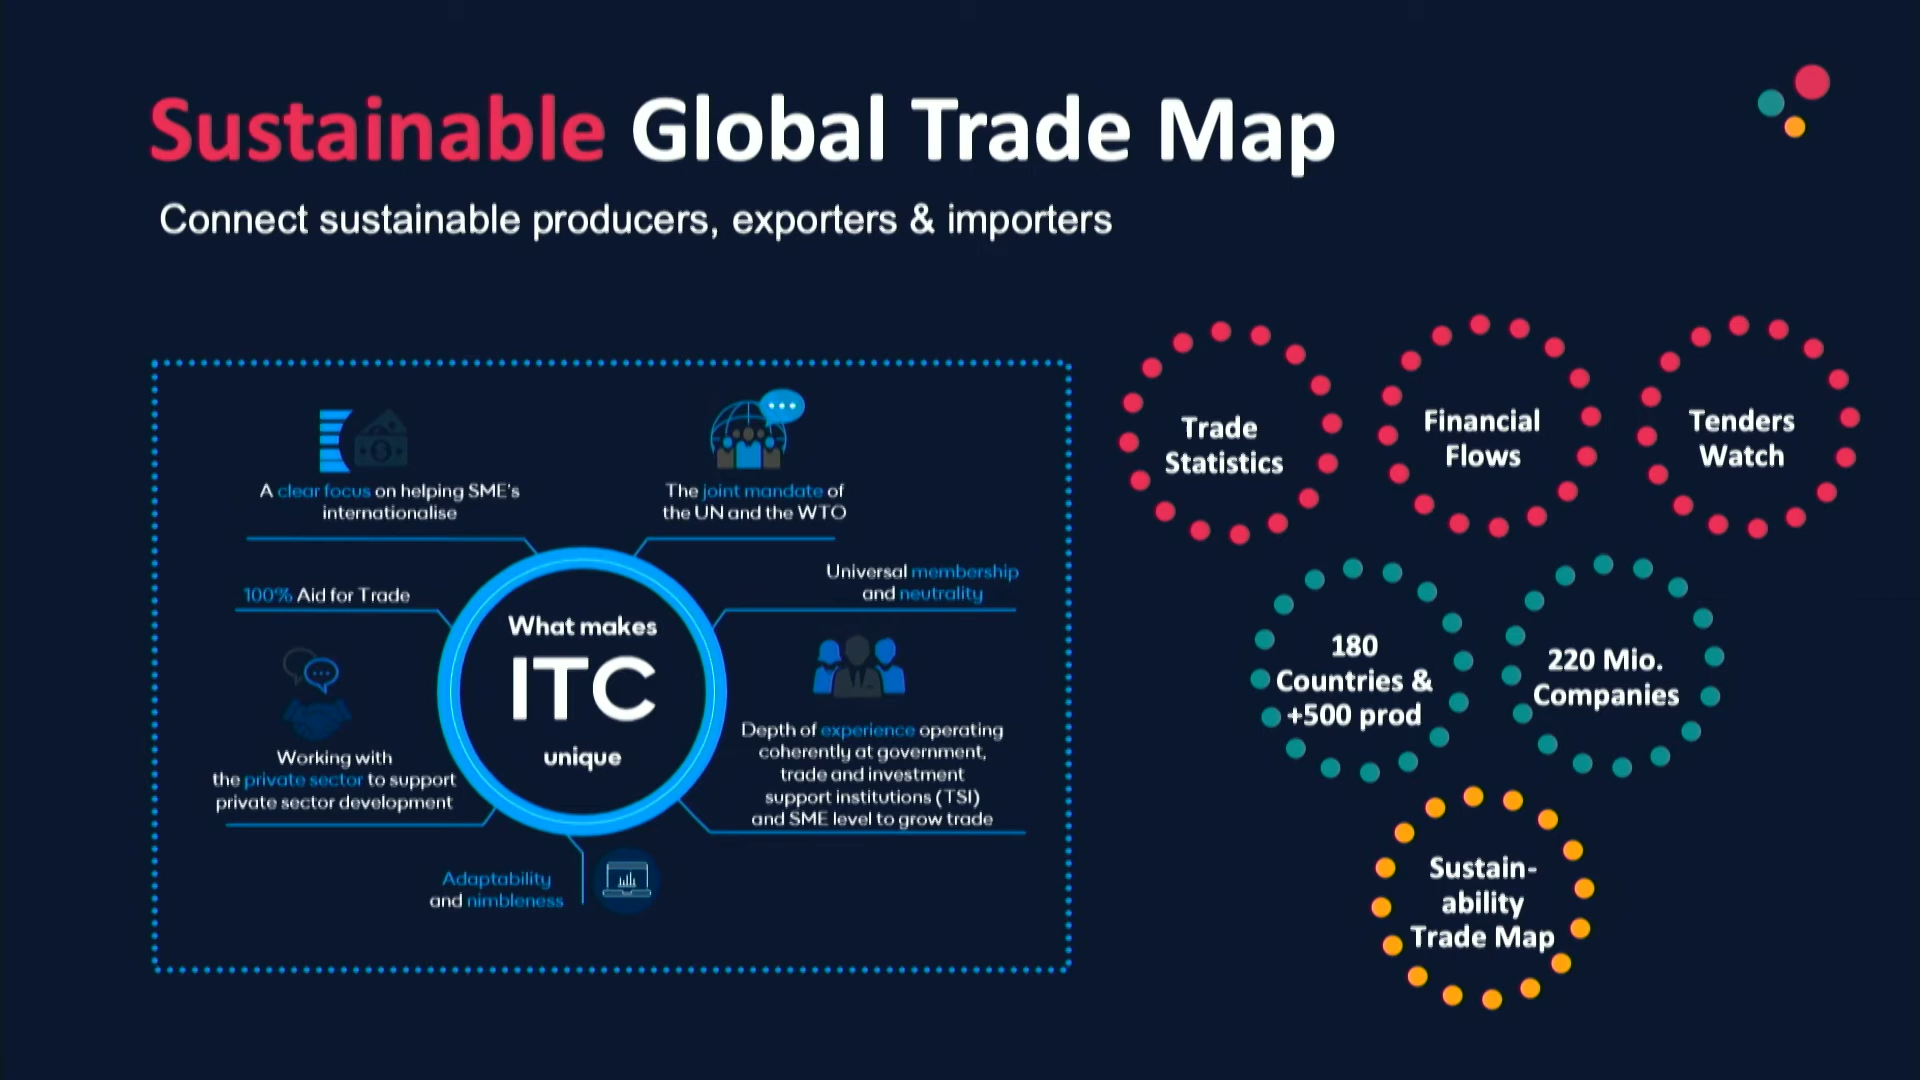 Sustainable Global Trade Map
Connect sustainable producers, exporters & importers
A clear focus on helping SME's
internationalise
The joint mandate of
the UN and the WTO
100% Aid for Trade
Universal membership
and neutrality
What makes
ITC
unique
Working with
the private sector to support
private sector development
Depth of experience operating
coherently at government,
trade and investment
support institutions (TSI)
and SME level to grow trade
Adaptability
and nimbleness
Trade
Statistics
Financial
Flows
Tenders
Watch
180
Countries &
+500 prod
220 Mio.
Companies
Sustain-
ability
Trade Map